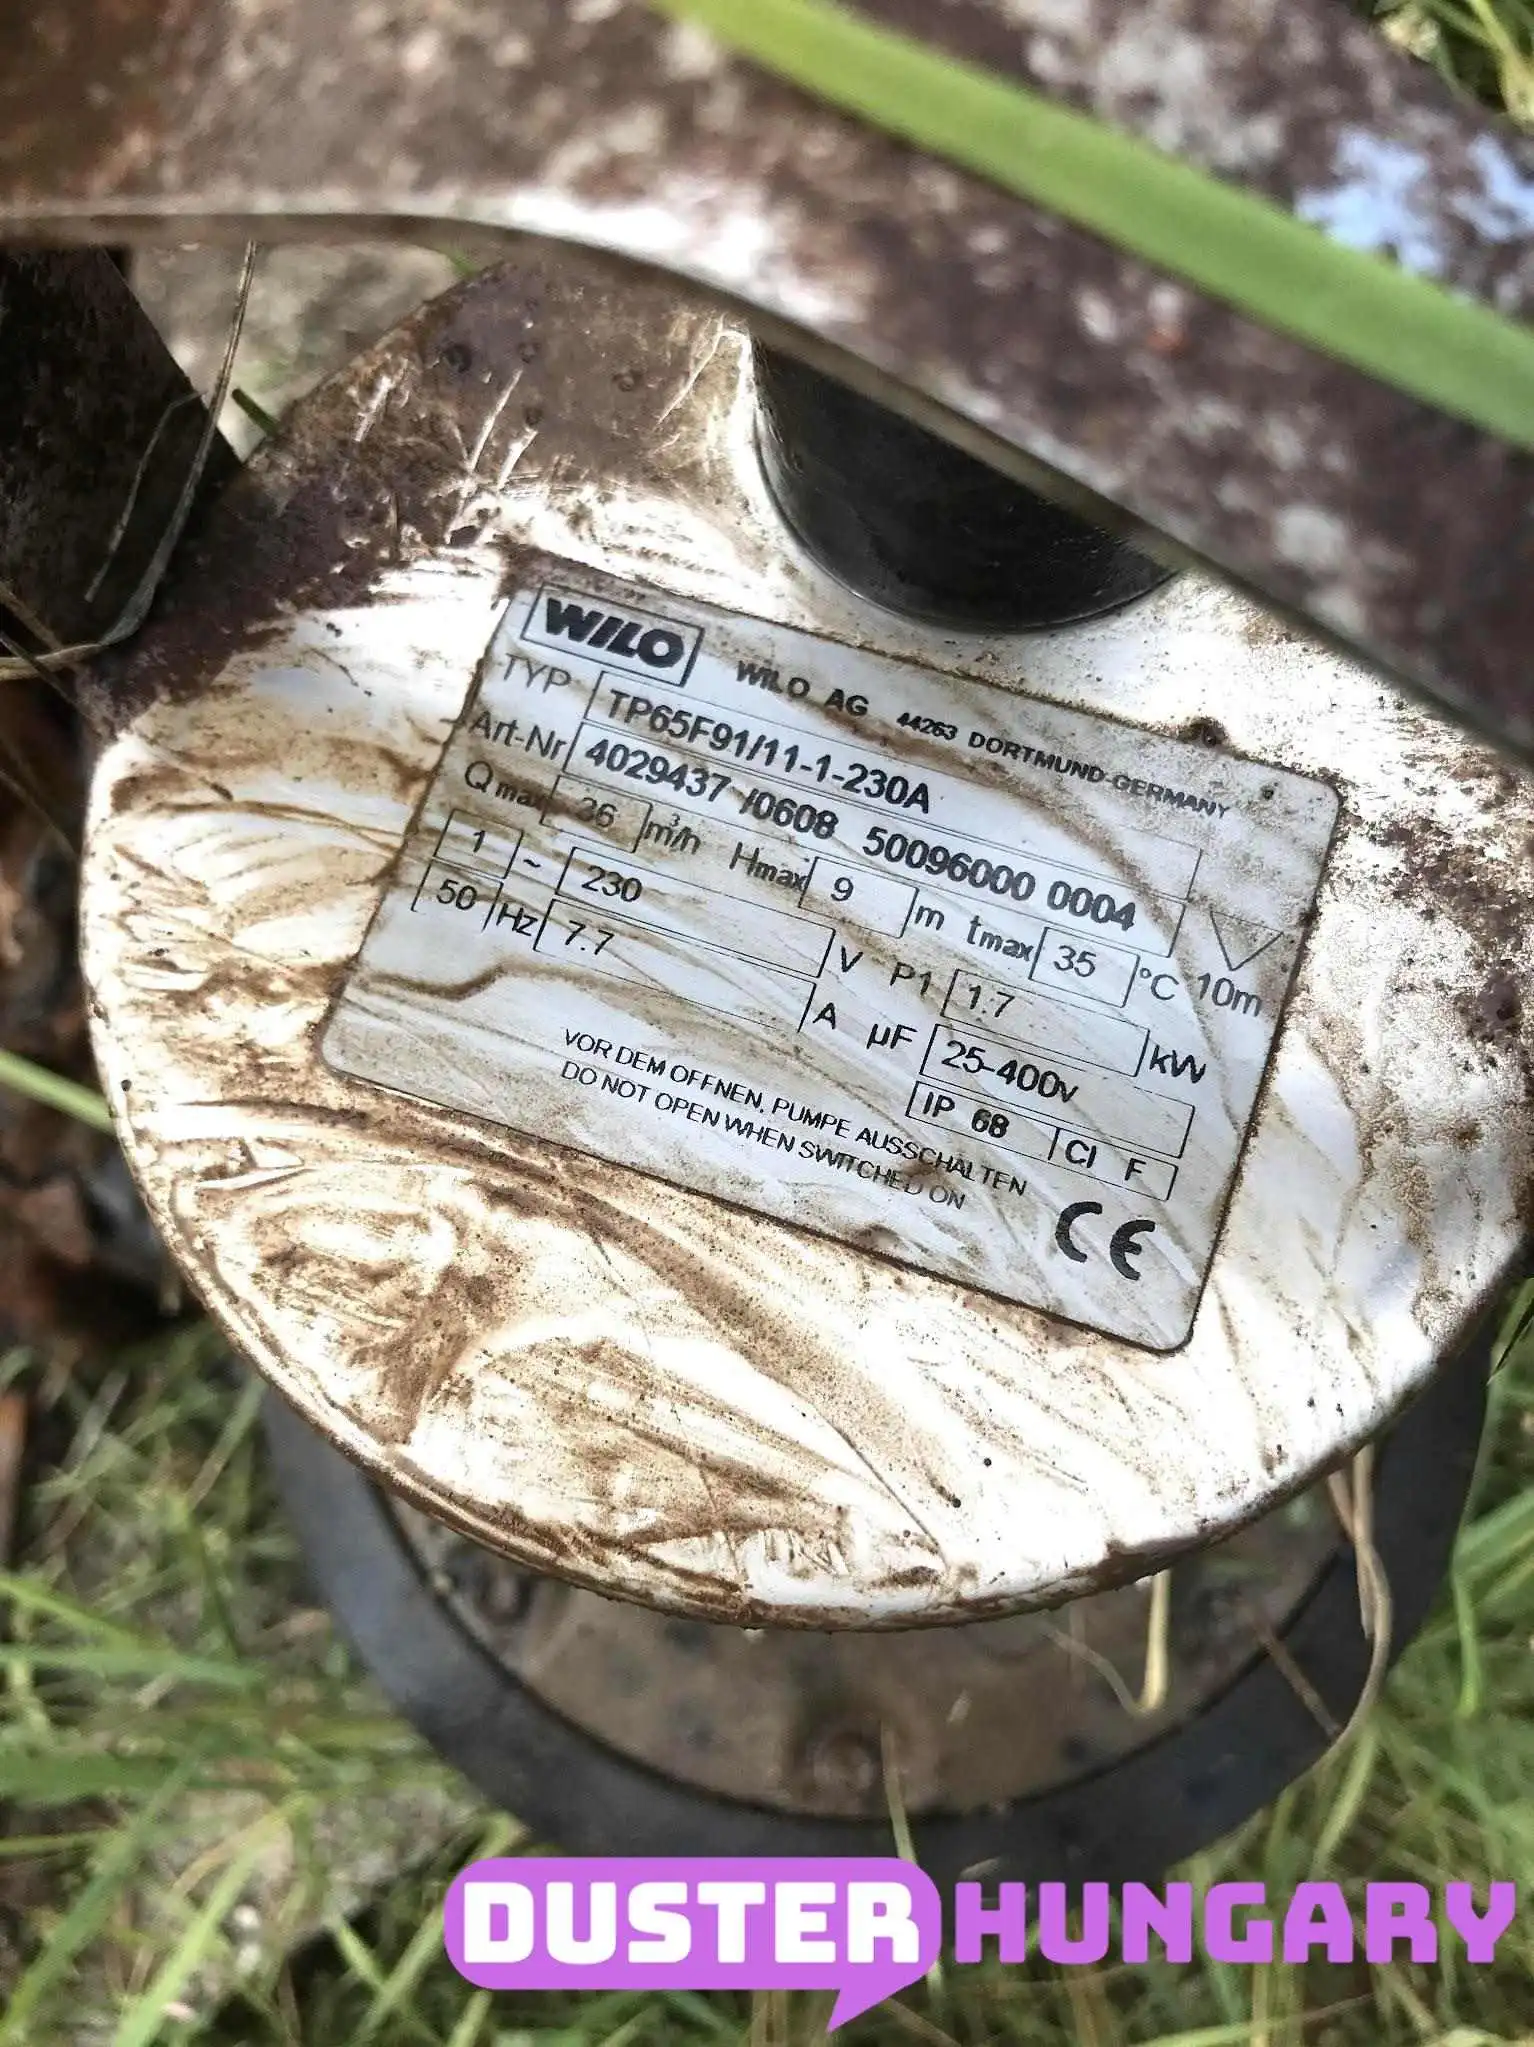 WILO WILO AG 44263 DORTMUND-GERMANY
TYP TP65F91/11-1-230A
Art-Nr 4029437 /0608 50096000 0004
Q max 36 m³/h Hmax 9 m tmax 35 °C 10m
1 ~ 230 V P1 1.7 kW
50 Hz 7.7 A µF 25-400v
IP 68 Cl F
VOR DEM OFFNEN, PUMPE AUSSCHALTEN
DO NOT OPEN WHEN SWITCHED ON
CE
DUSTER HUNGARY